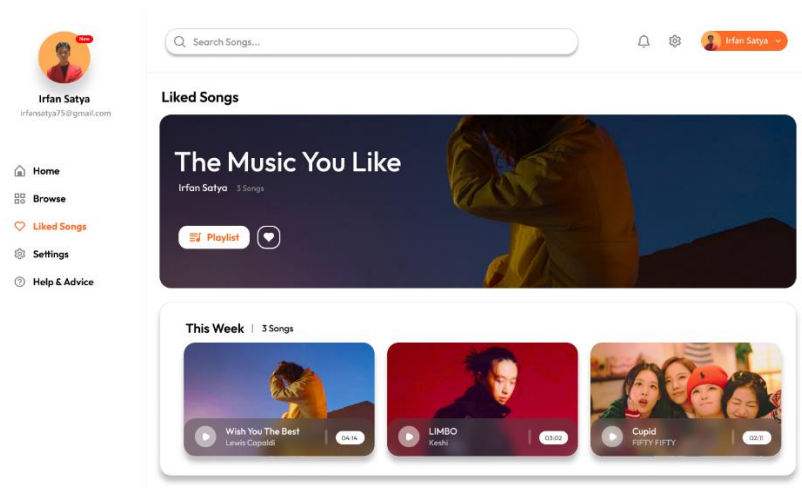 New
Irfan Satya
irfansatya75@gmail.com
Home
Browse
Liked Songs
Settings
Help & Advice
Search Songs...
Irfan Satya
Liked Songs
The Music You Like
Irfan Satya 3 Songs
Playlist
This Week | 3 Songs
Wish You The Best
Lewis Capaldi
04:14
LIMBO
Keshi
03:02
Cupid
FIFTY FIFTY
02:11